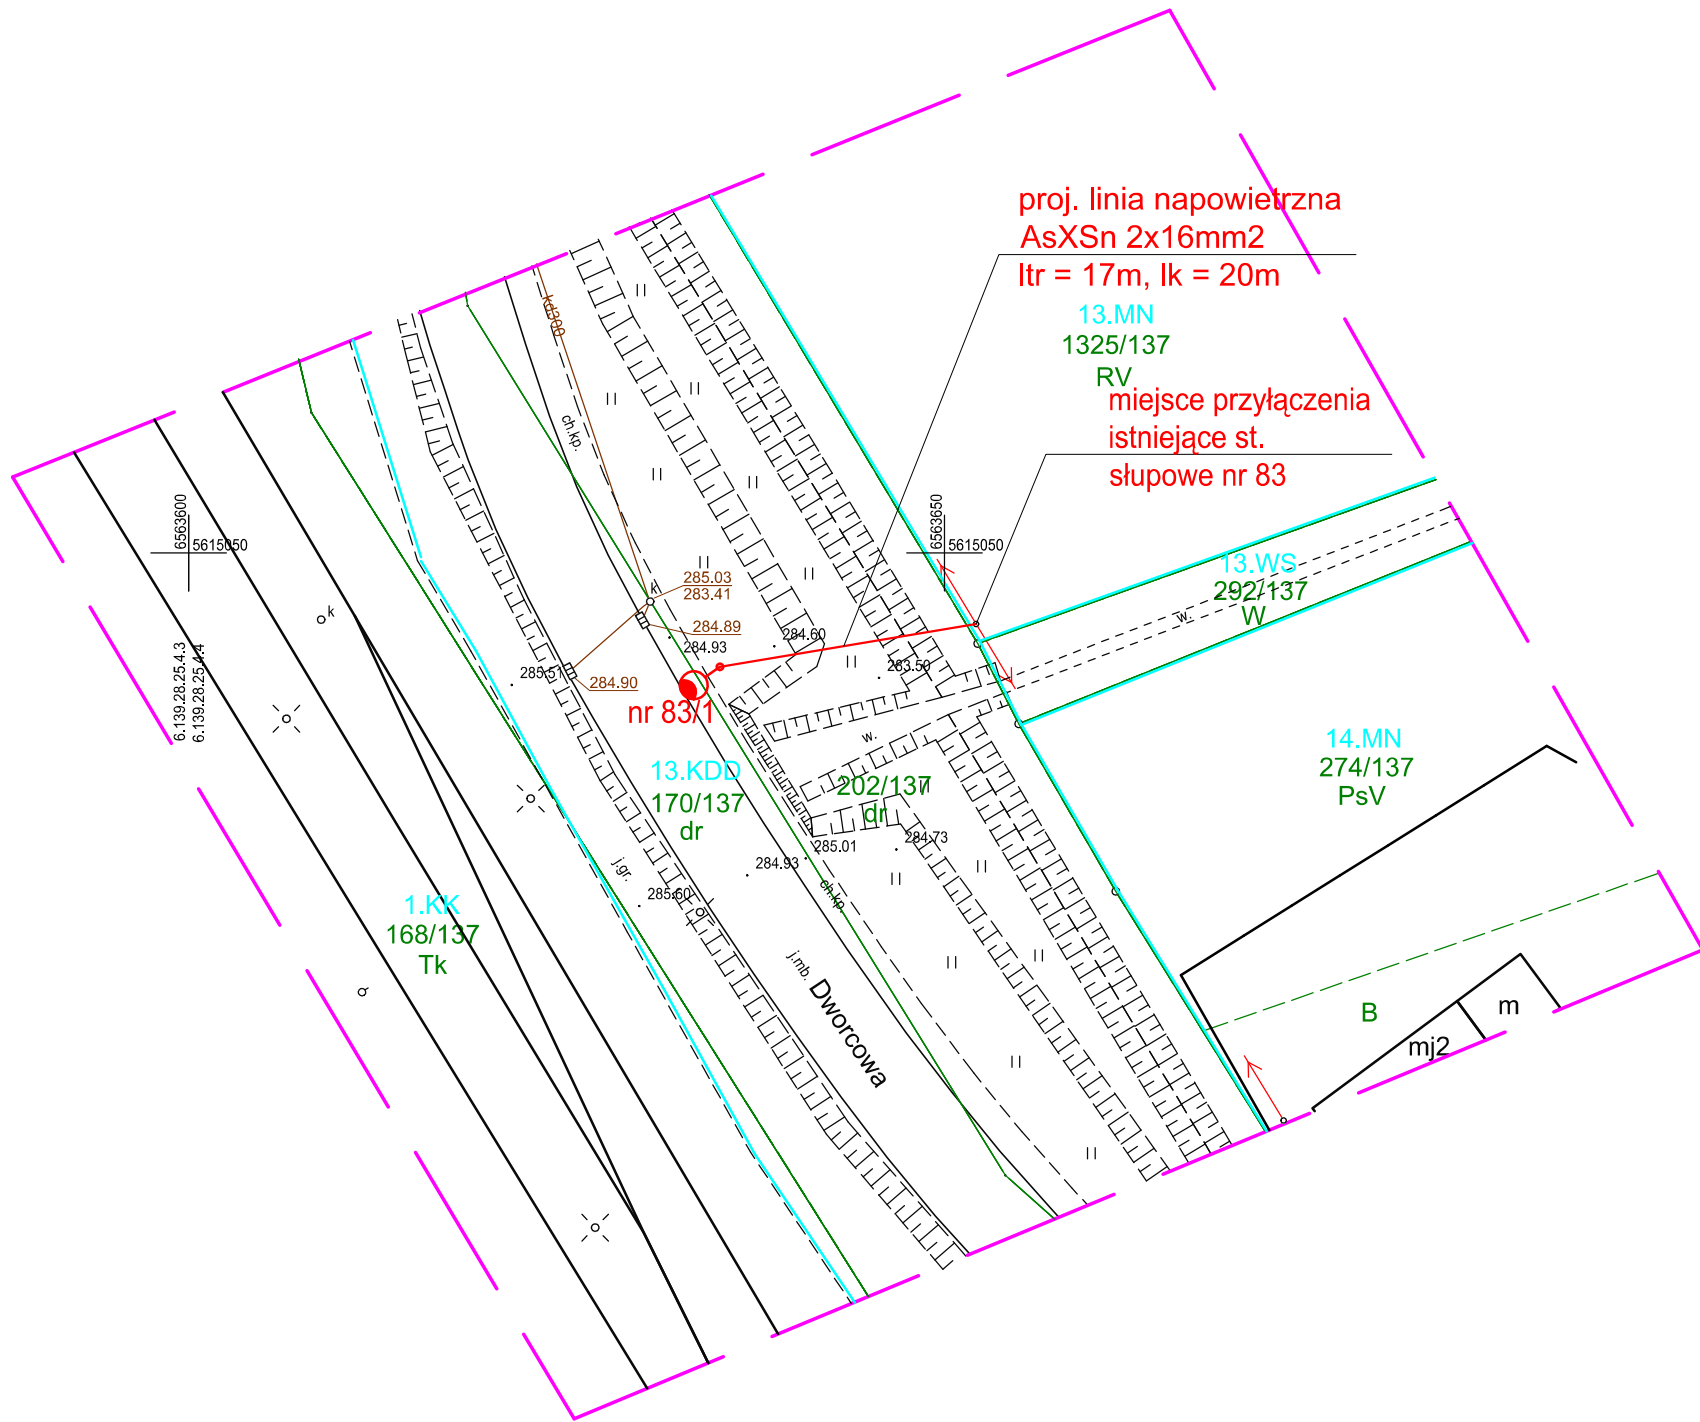 proj. linia napowietrzna
AsXSn 2x16mm2
ltr = 17m, lk = 20m
13.MN
1325/137
RV
miejsce przyłączenia
istniejące st.
słupowe nr 83
kd300
ch.kp.
6563600
5615050
6563650
5615050
13.WS
292/137
W
w.
k
285.03
283.41
284.89
284.93
284.60
283.50
k
6.139.28.25.4.3
6.139.28.25.4.4
285.51
284.90
nr 83/1
w.
14.MN
274/137
PsV
13.KDD
170/137
dr
202/137
dr
284.73
285.01
284.93
ch.kp.
j.gr.
285.60
1.KK
168/137
Tk
j.mb.
Dworcowa
B
m
mj2